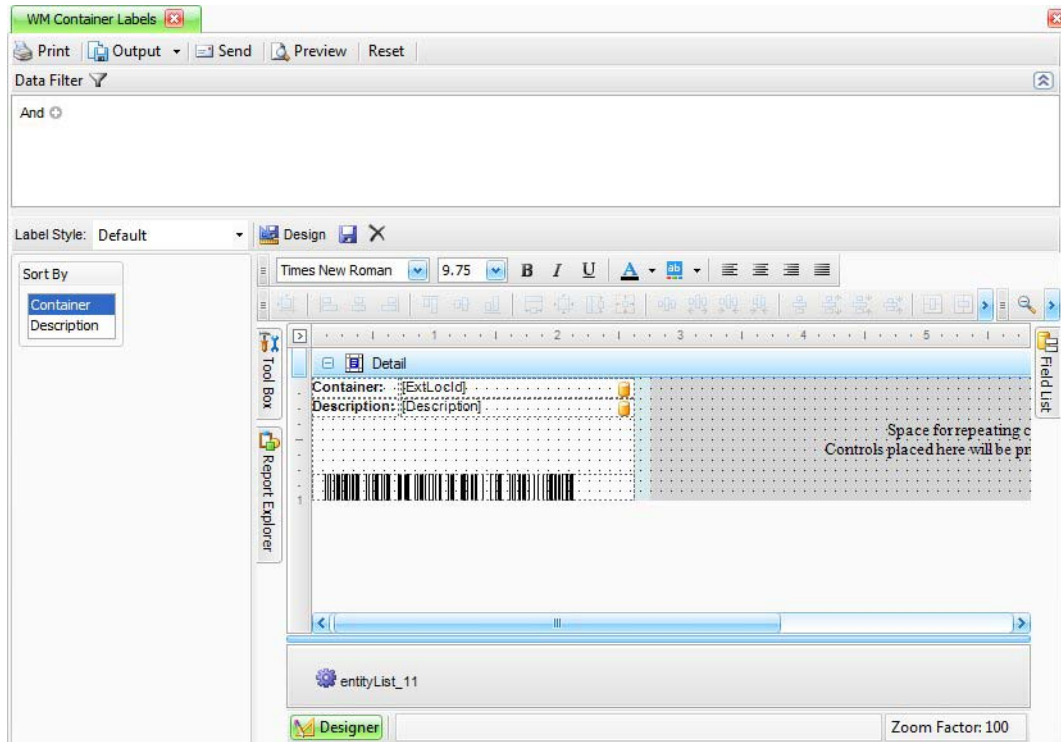 WM Container Labels
Print Output Send Preview Reset
Data Filter
And
Label Style: Default Design
Sort By
Container
Description
Times New Roman 9.75 B I U A ab
Tool Box
Report Explorer
Field List
1 2 3 4 5
Detail
Container: [ExtLocId]
Description: [Description]
Space for repeating c
Controls placed here will be pr
1
entityList_11
Designer Zoom Factor: 100